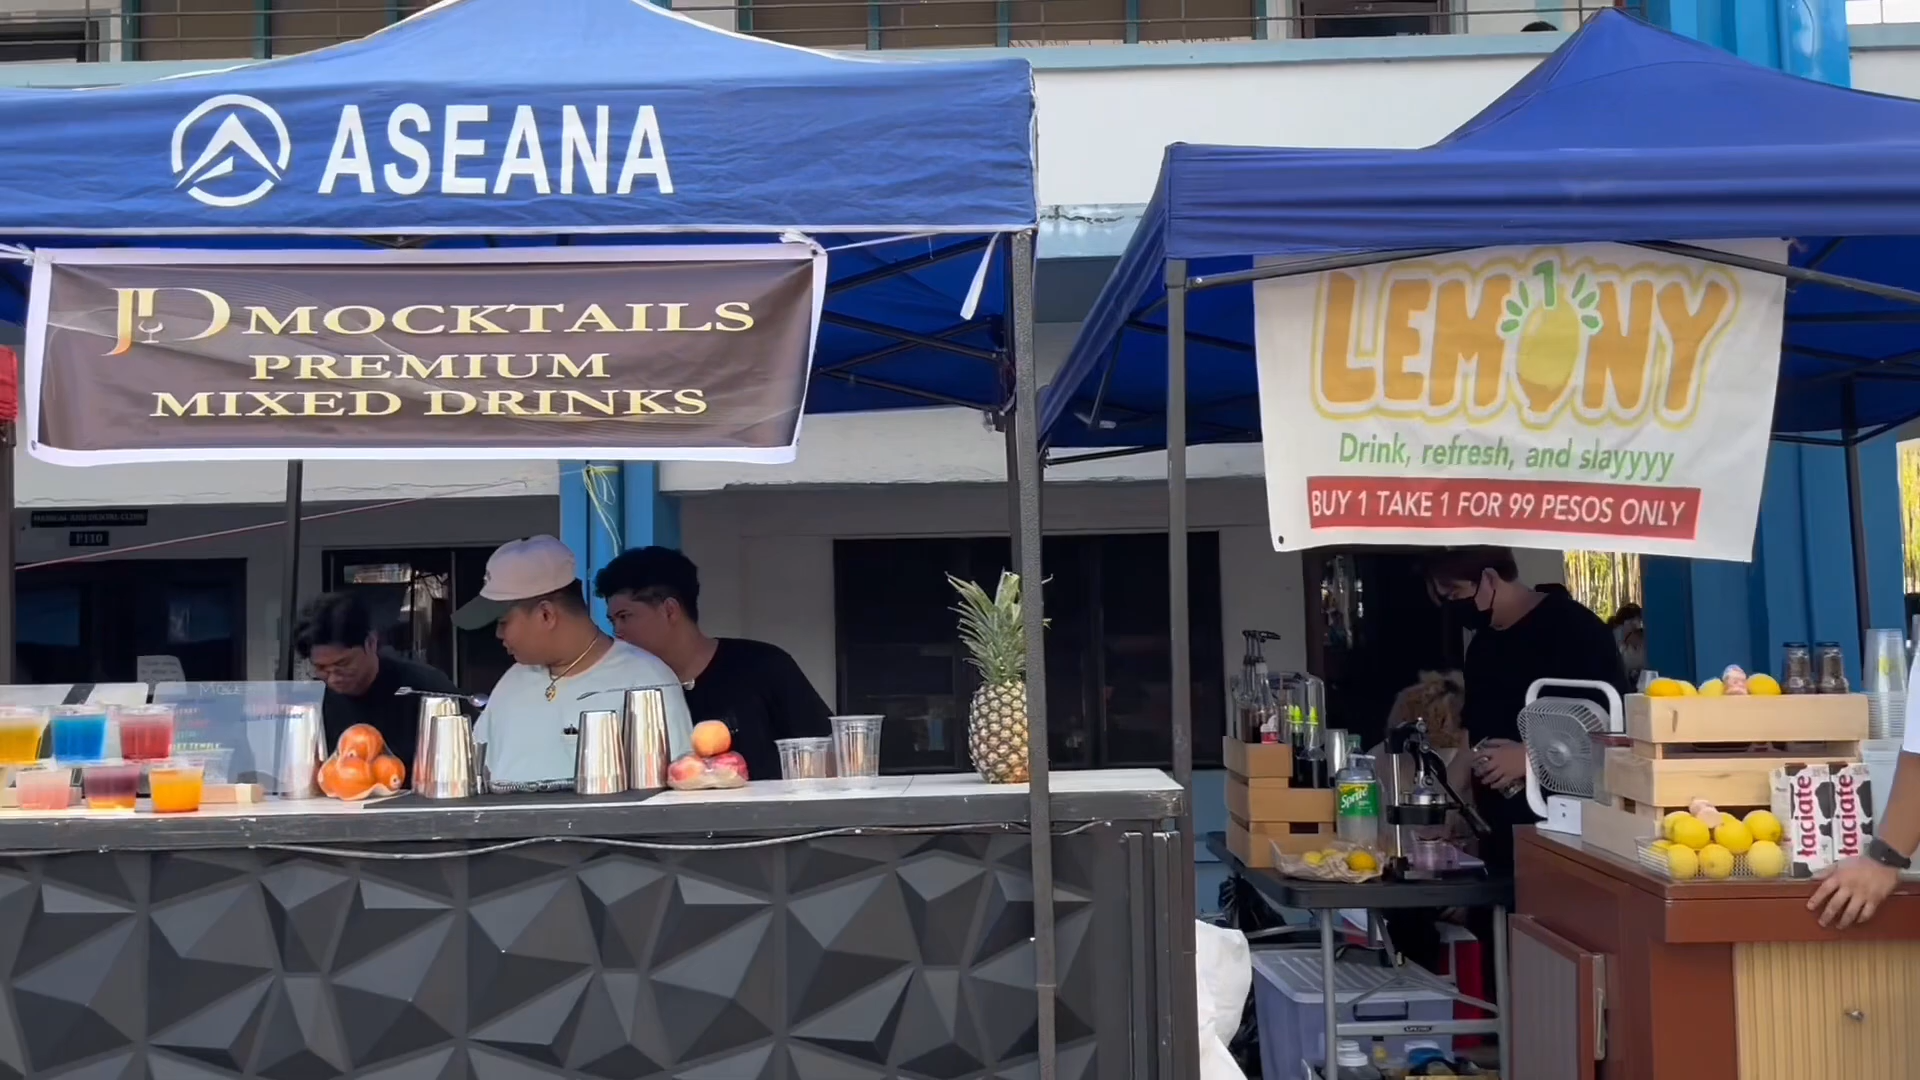 ASEANA
JD MOCKTAILS
PREMIUM
MIXED DRINKS
LEMONY
1
Drink, refresh, and slayyyy
BUY 1 TAKE 1 FOR 99 PESOS ONLY
Sprite
laciate
laciate